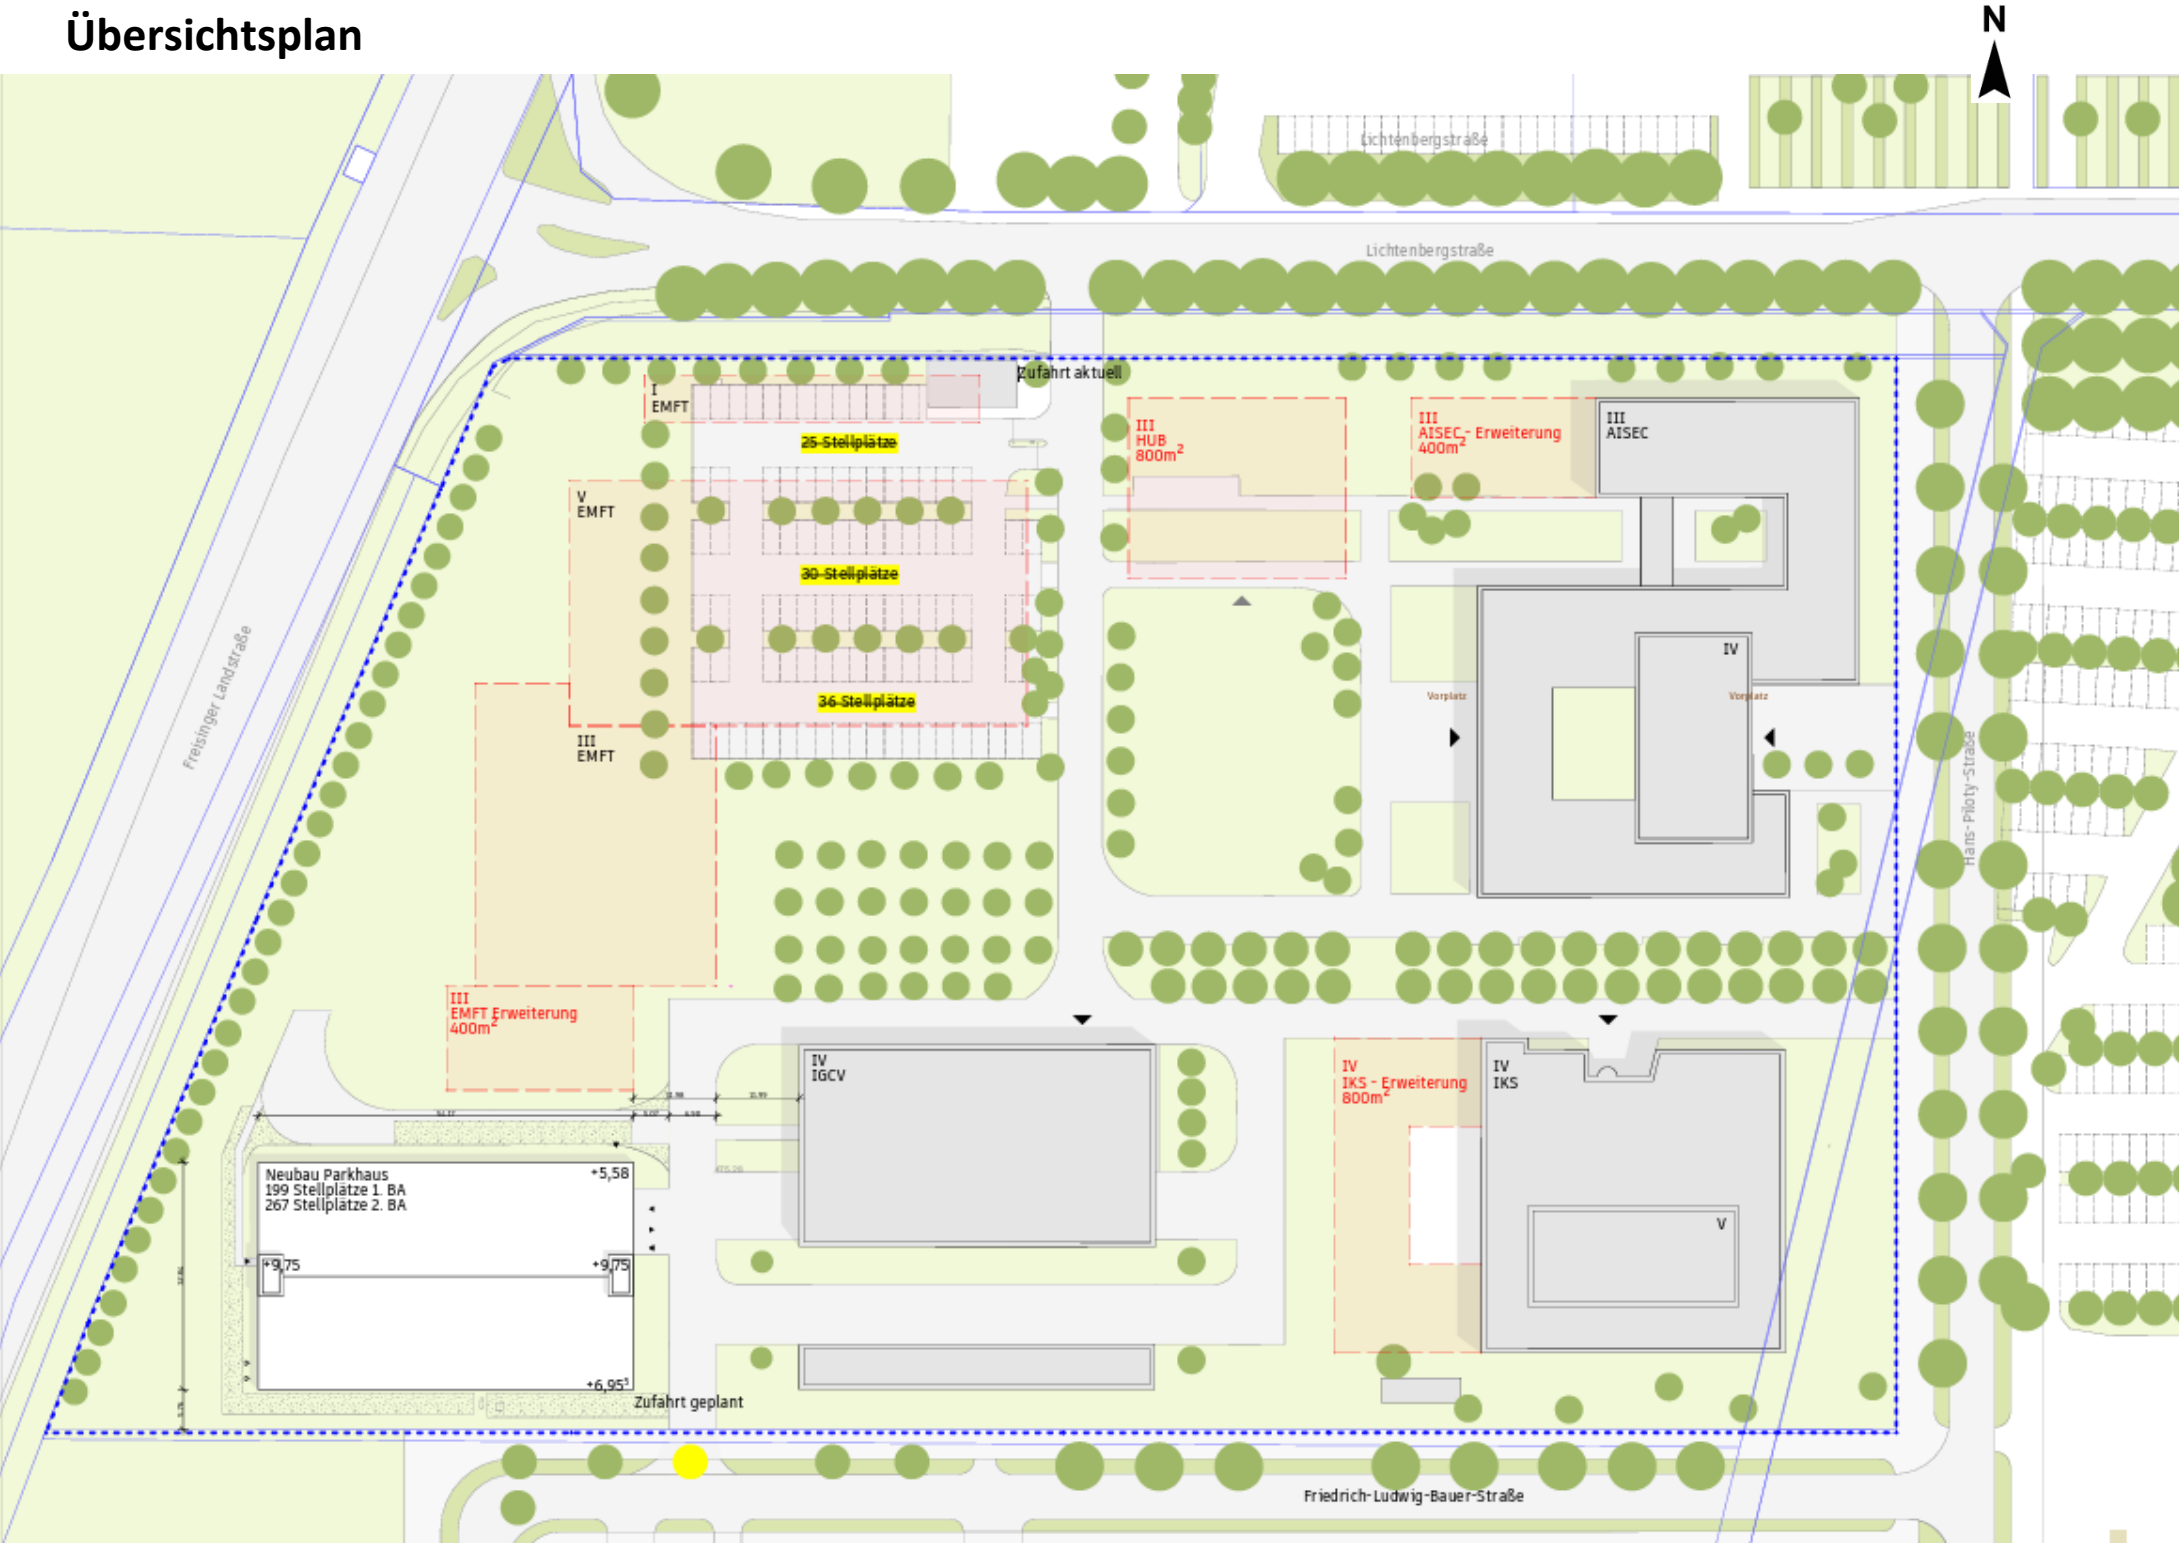 Übersichtsplan
N
Lichtenbergstraße
Lichtenbergstraße
Zufahrt aktuell
I
EMFT
25 Stellplätze
III
HUB
800m²
III
AISEC - Erweiterung
400m²
III
AISEC
V
EMFT
30 Stellplätze
Freisinger Landstraße
IV
36 Stellplätze
Vorplatz
Vorplatz
III
EMFT
Hans-Piloty-Straße
III
EMFT Erweiterung
400m²
IV
IGCV
IV
IKS - Erweiterung
800m²
IV
IKS
Neubau Parkhaus
199 Stellplätze 1. BA
267 Stellplätze 2. BA
+5,58
V
+9,75
+9,75
+6,95⁵
Zufahrt geplant
Friedrich-Ludwig-Bauer-Straße